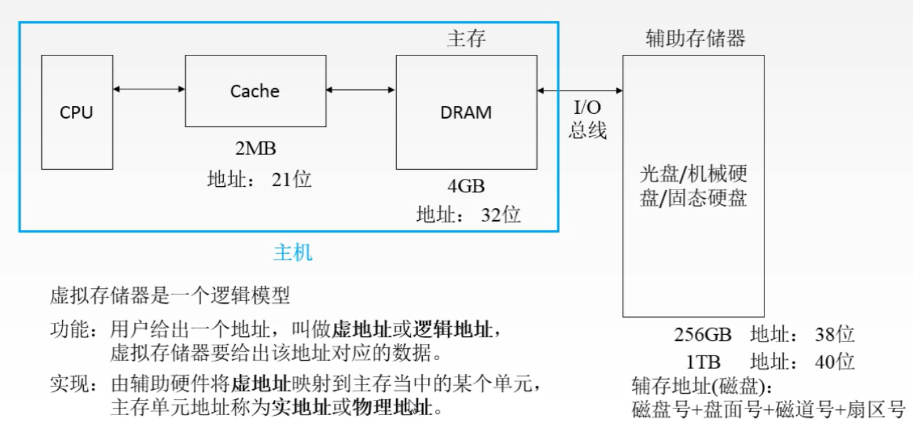 主存
辅助存储器
CPU
Cache
DRAM
I/O
总线
光盘/机械硬
盘/固态硬盘
2MB
地址： 21位
4GB
地址： 32位
主机
虚拟存储器是一个逻辑模型
功能：用户给出一个地址，叫做虚地址或逻辑地址，
虚拟存储器要给出该地址对应的数据。
实现：由辅助硬件将虚地址映射到主存当中的某个单元，
主存单元地址称为实地址或物理地址。
256GB 地址： 38位
1TB 地址： 40位
辅存地址(磁盘)：
磁盘号+盘面号+磁道号+扇区号